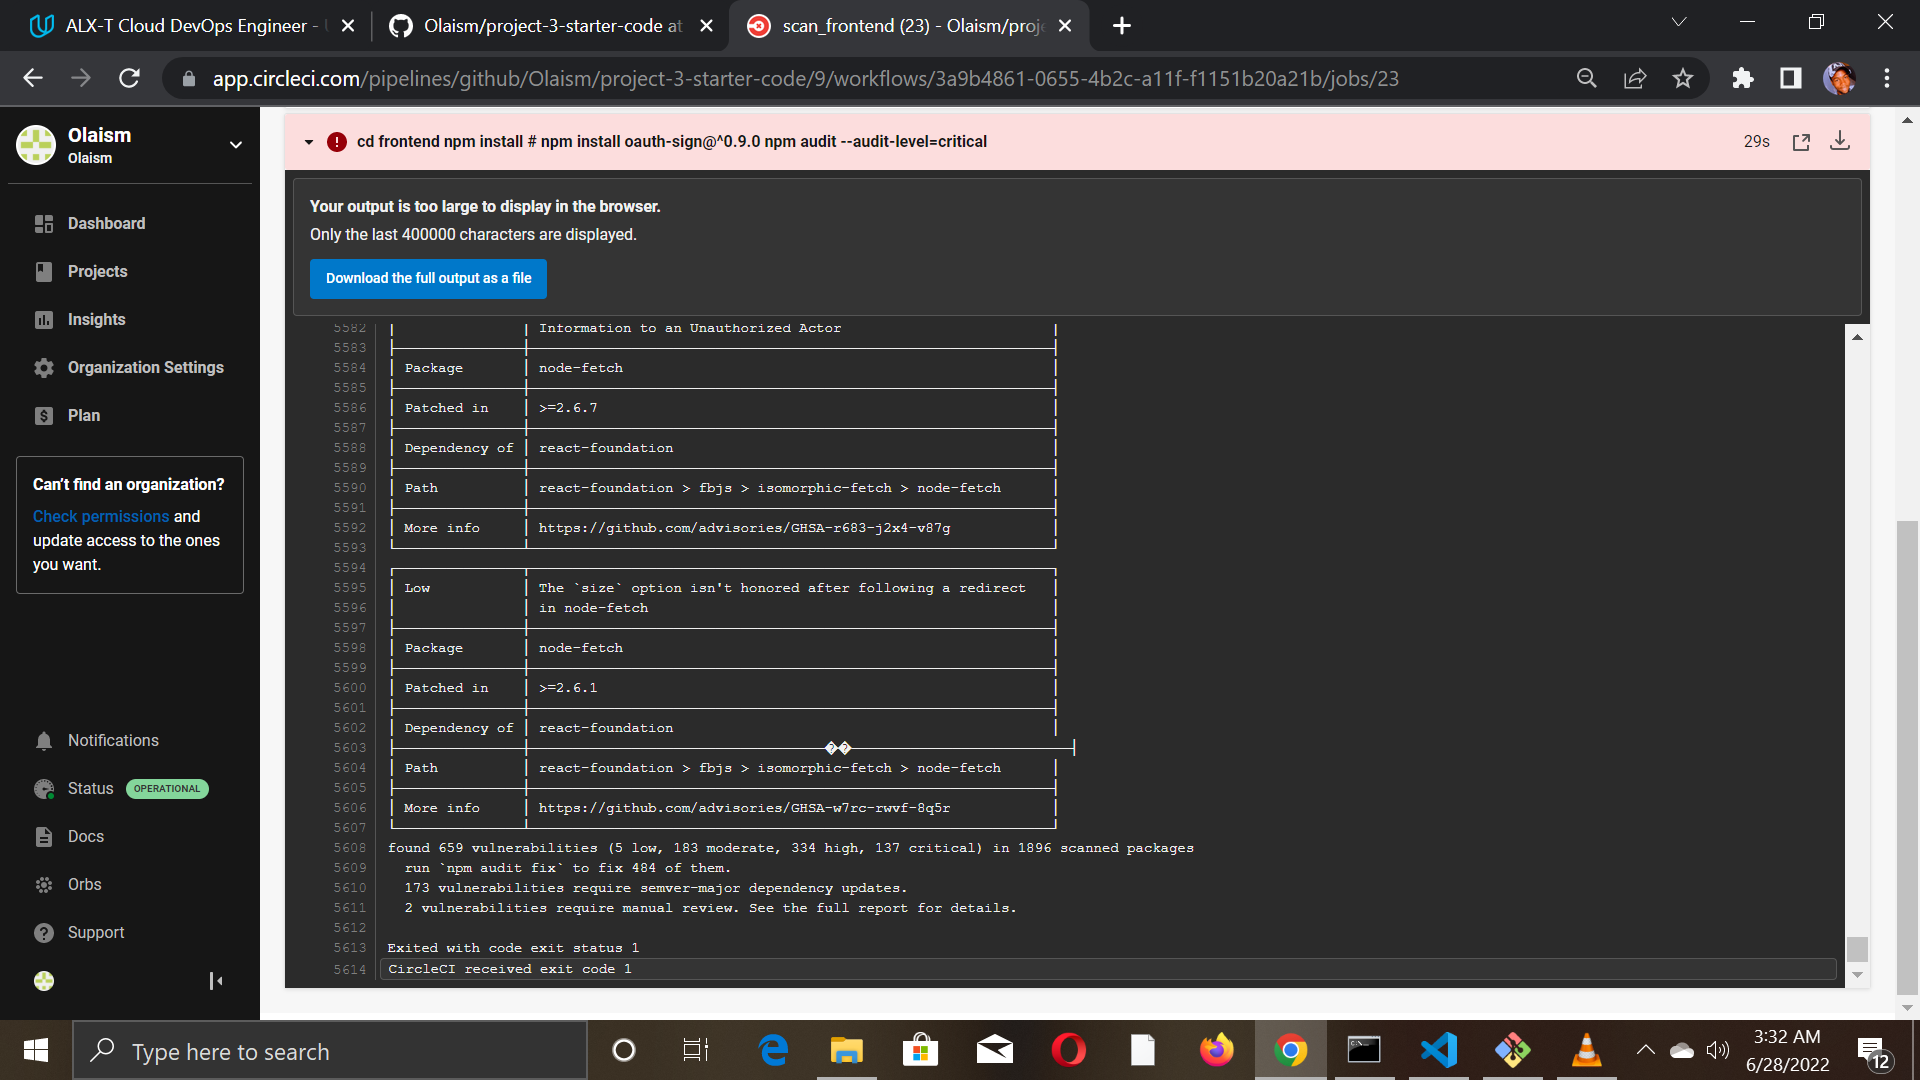 ALX-T Cloud DevOps Engineer -
Olaism/project-3-starter-code at
scan_frontend (23) - Olaism/proje
app.circleci.com/pipelines/github/Olaism/project-3-starter-code/9/workflows/3a9b4861-0655-4b2c-a11f-f1151b20a21b/jobs/23
Olaism
Olaism
Dashboard
Projects
Insights
Organization Settings
Plan
Can't find an organization?
Check permissions and
update access to the ones
you want.
Notifications
Status OPERATIONAL
Docs
Orbs
Support
cd frontend npm install # npm install oauth-sign@^0.9.0 npm audit --audit-level=critical
29s
Your output is too large to display in the browser.
Only the last 400000 characters are displayed.
Download the full output as a file
5582 Information to an Unauthorized Actor
5583
5584 Package node-fetch
5585
5586 Patched in >=2.6.7
5587
5588 Dependency of react-foundation
5589
5590 Path react-foundation > fbjs > isomorphic-fetch > node-fetch
5591
5592 More info https://github.com/advisories/GHSA-r683-j2x4-v87g
5593
5594
5595 Low The `size` option isn't honored after following a redirect
5596 in node-fetch
5597
5598 Package node-fetch
5599
5600 Patched in >=2.6.1
5601
5602 Dependency of react-foundation
5603 ��
5604 Path react-foundation > fbjs > isomorphic-fetch > node-fetch
5605
5606 More info https://github.com/advisories/GHSA-w7rc-rwvf-8q5r
5607
5608 found 659 vulnerabilities (5 low, 183 moderate, 334 high, 137 critical) in 1896 scanned packages
5609 run `npm audit fix` to fix 484 of them.
5610 173 vulnerabilities require semver-major dependency updates.
5611 2 vulnerabilities require manual review. See the full report for details.
5612
5613 Exited with code exit status 1
5614 CircleCI received exit code 1
Type here to search
3:32 AM
6/28/2022
12